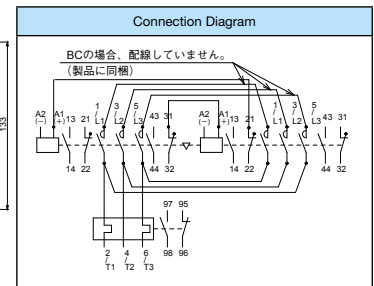 Connection Diagram
BCの場合、配線していません。
(製品に同梱)
133
A2 A1 13 21 1 3 5 43 31 A2 A1 13 21 1 3 5 43 31
(−) (+) /L1 /L2 /L3 (−) (+) /L1 /L2 /L3
14 22 44 32 13 22 44 32
14
97 95
2 4 6 98 96
/T1 /T2 /T3